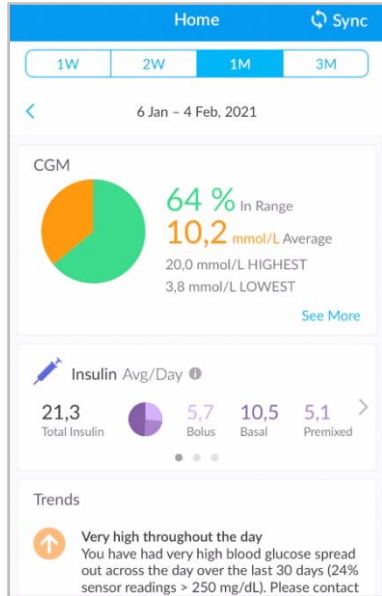 Home Sync
1W 2W 1M 3M
6 Jan – 4 Feb, 2021
CGM
64 % In Range
10,2 mmol/L Average
20,0 mmol/L HIGHEST
3,8 mmol/L LOWEST
See More
Insulin Avg/Day
21,3 5,7 10,5 5,1
Total Insulin Bolus Basal Premixed
Trends
Very high throughout the day
You have had very high blood glucose spread
out across the day over the last 30 days (24%
sensor readings > 250 mg/dL). Please contact